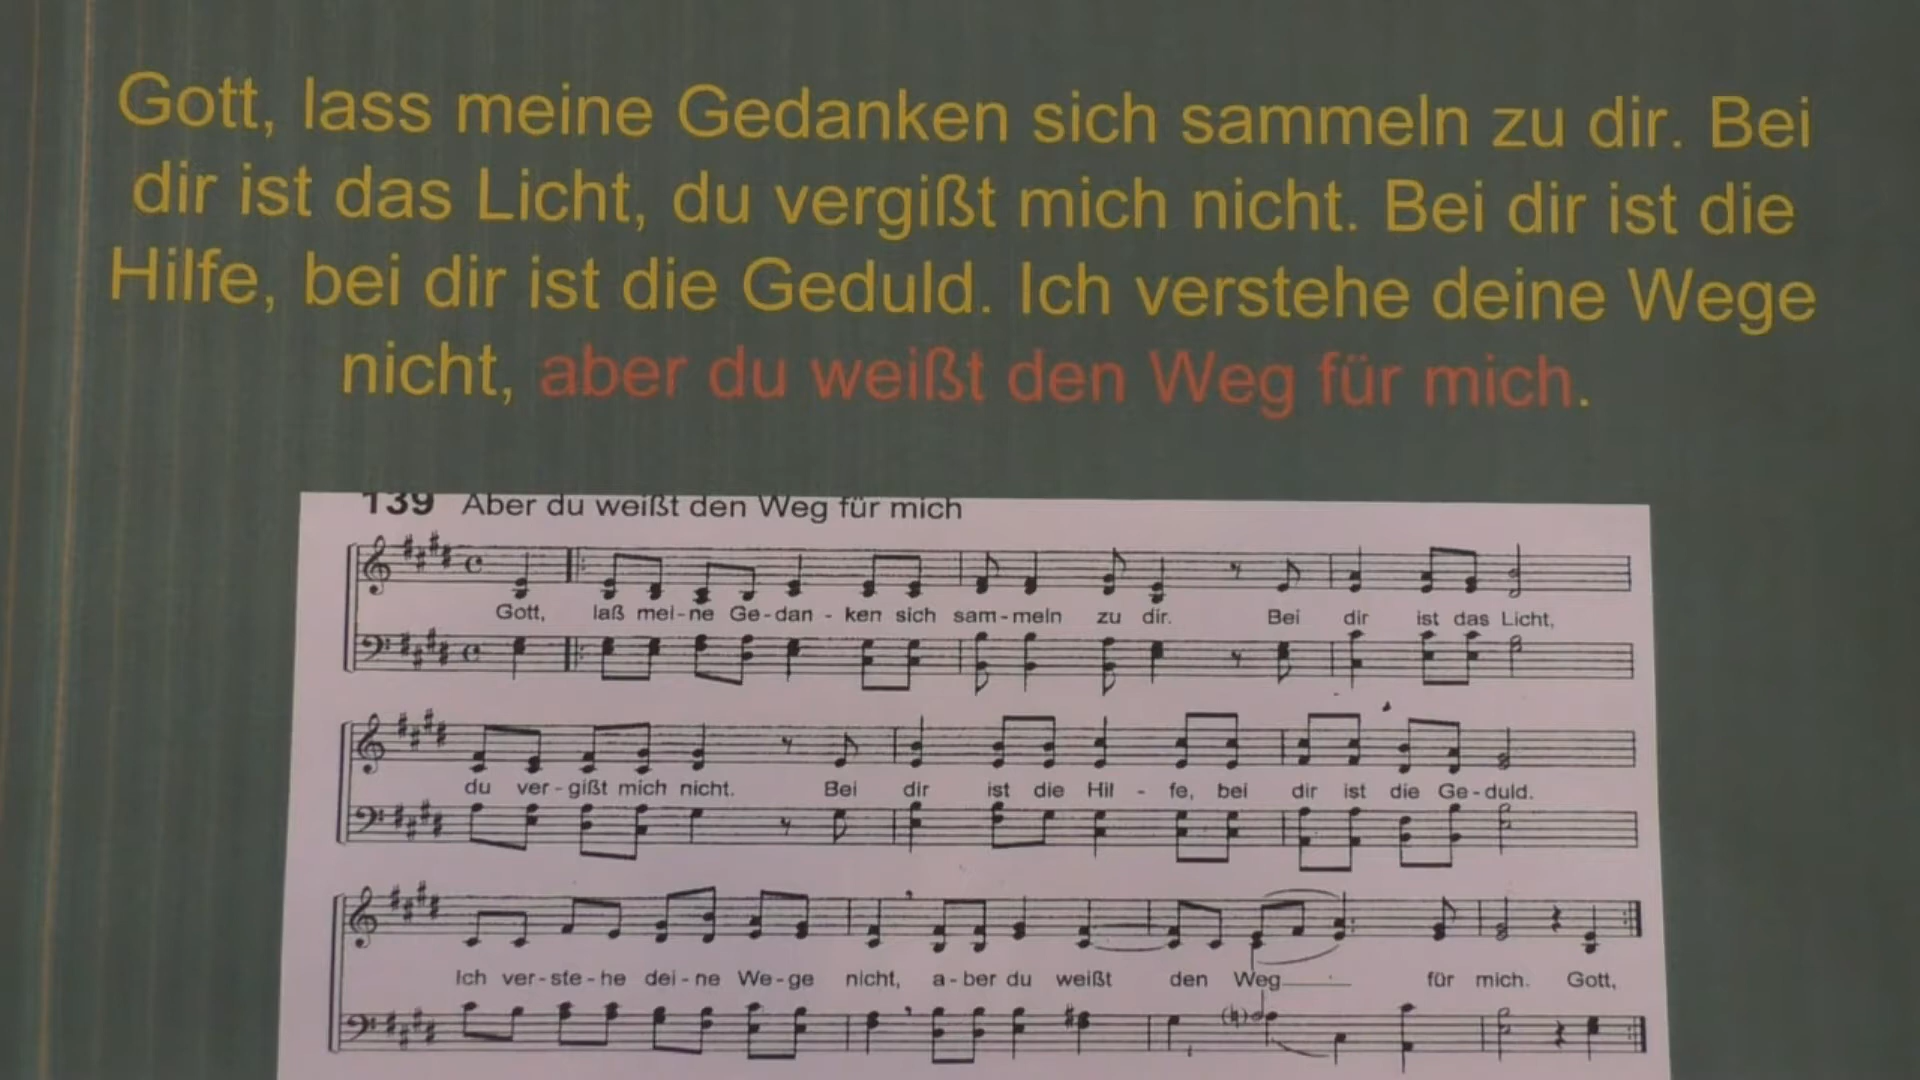 Gott, lass meine Gedanken sich sammeln zu dir. Bei
dir ist das Licht, du vergißt mich nicht. Bei dir ist die
Hilfe, bei dir ist die Geduld. Ich verstehe deine Wege
nicht, aber du weißt den Weg für mich.
139 Aber du weißt den Weg für mich
Gott, laß mei-ne Ge-dan - ken sich sam-meln zu dir. Bei dir ist das Licht,
du ver-gißt mich nicht. Bei dir ist die Hil - fe, bei dir ist die Ge-duld.
Ich ver-ste-he dei-ne We-ge nicht, a-ber du weißt den Weg für mich. Gott,